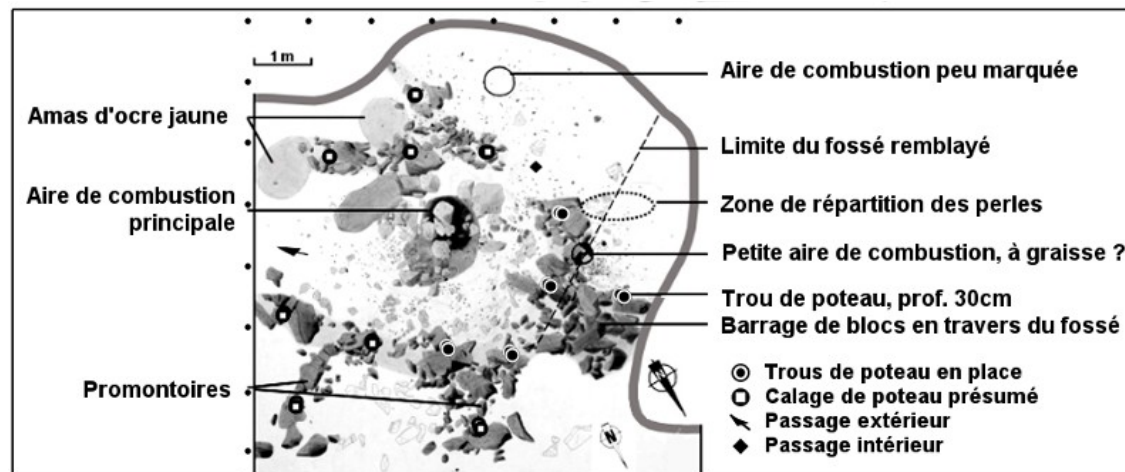 1 m
Amas d'ocre jaune
Aire de combustion
principale
Promontoires
Aire de combustion peu marquée
Limite du fossé remblayé
Zone de répartition des perles
Petite aire de combustion, à graisse ?
Trou de poteau, prof. 30cm
Barrage de blocs en travers du fossé
Trous de poteau en place
Calage de poteau présumé
Passage extérieur
Passage intérieur
N